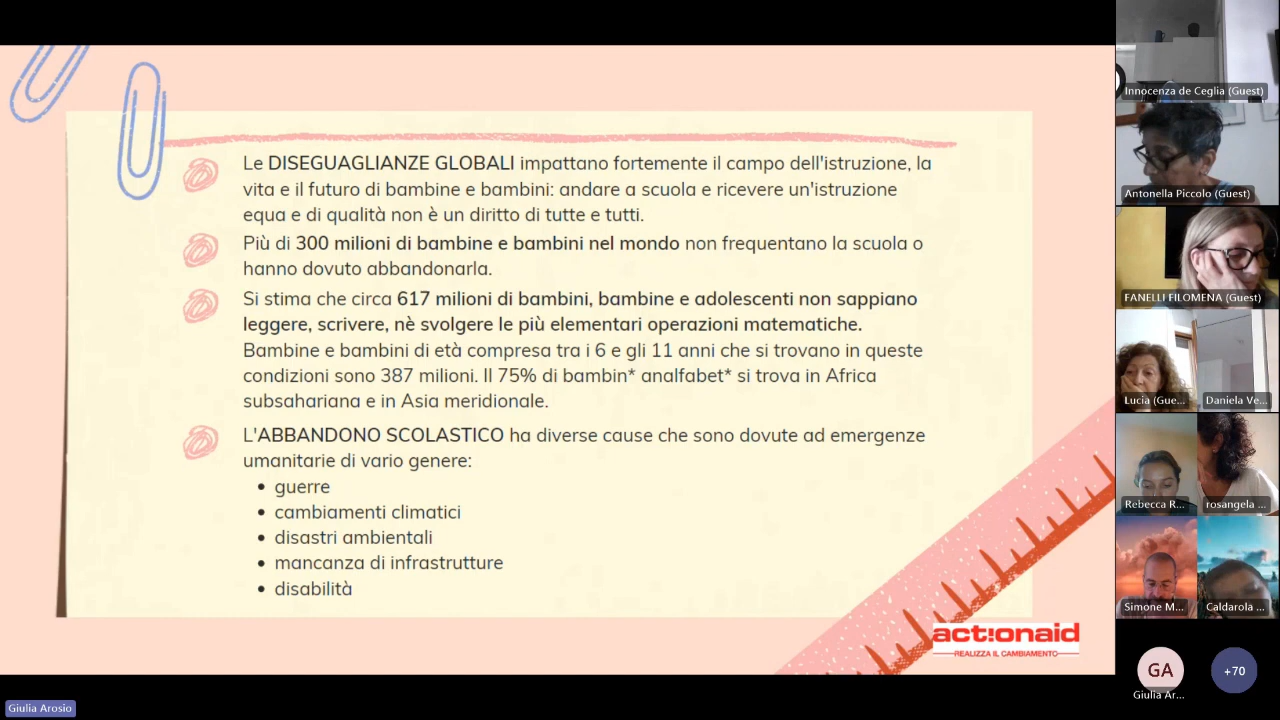 Le DISEGUAGLIANZE GLOBALI impattano fortemente il campo dell'istruzione, la
vita e il futuro di bambine e bambini: andare a scuola e ricevere un'istruzione
equa e di qualità non è un diritto di tutte e tutti.
Più di 300 milioni di bambine e bambini nel mondo non frequentano la scuola o
hanno dovuto abbandonarla.
Si stima che circa 617 milioni di bambini, bambine e adolescenti non sappiano
leggere, scrivere, nè svolgere le più elementari operazioni matematiche.
Bambine e bambini di età compresa tra i 6 e gli 11 anni che si trovano in queste
condizioni sono 387 milioni. Il 75% di bambin* analfabet* si trova in Africa
subsahariana e in Asia meridionale.
L'ABBANDONO SCOLASTICO ha diverse cause che sono dovute ad emergenze
umanitarie di vario genere:
• guerre
• cambiamenti climatici
• disastri ambientali
• mancanza di infrastrutture
• disabilità
act!onaid
REALIZZA IL CAMBIAMENTO
Giulia Arosio
Innocenza de Ceglia (Guest)
Antonella Piccolo (Guest)
FANELLI FILOMENA (Guest)
Lucia (Gue...
Daniela Ve...
Rebecca R...
rosangela ...
Simone M...
Caldarola ...
GA
Giulia Ar...
+70